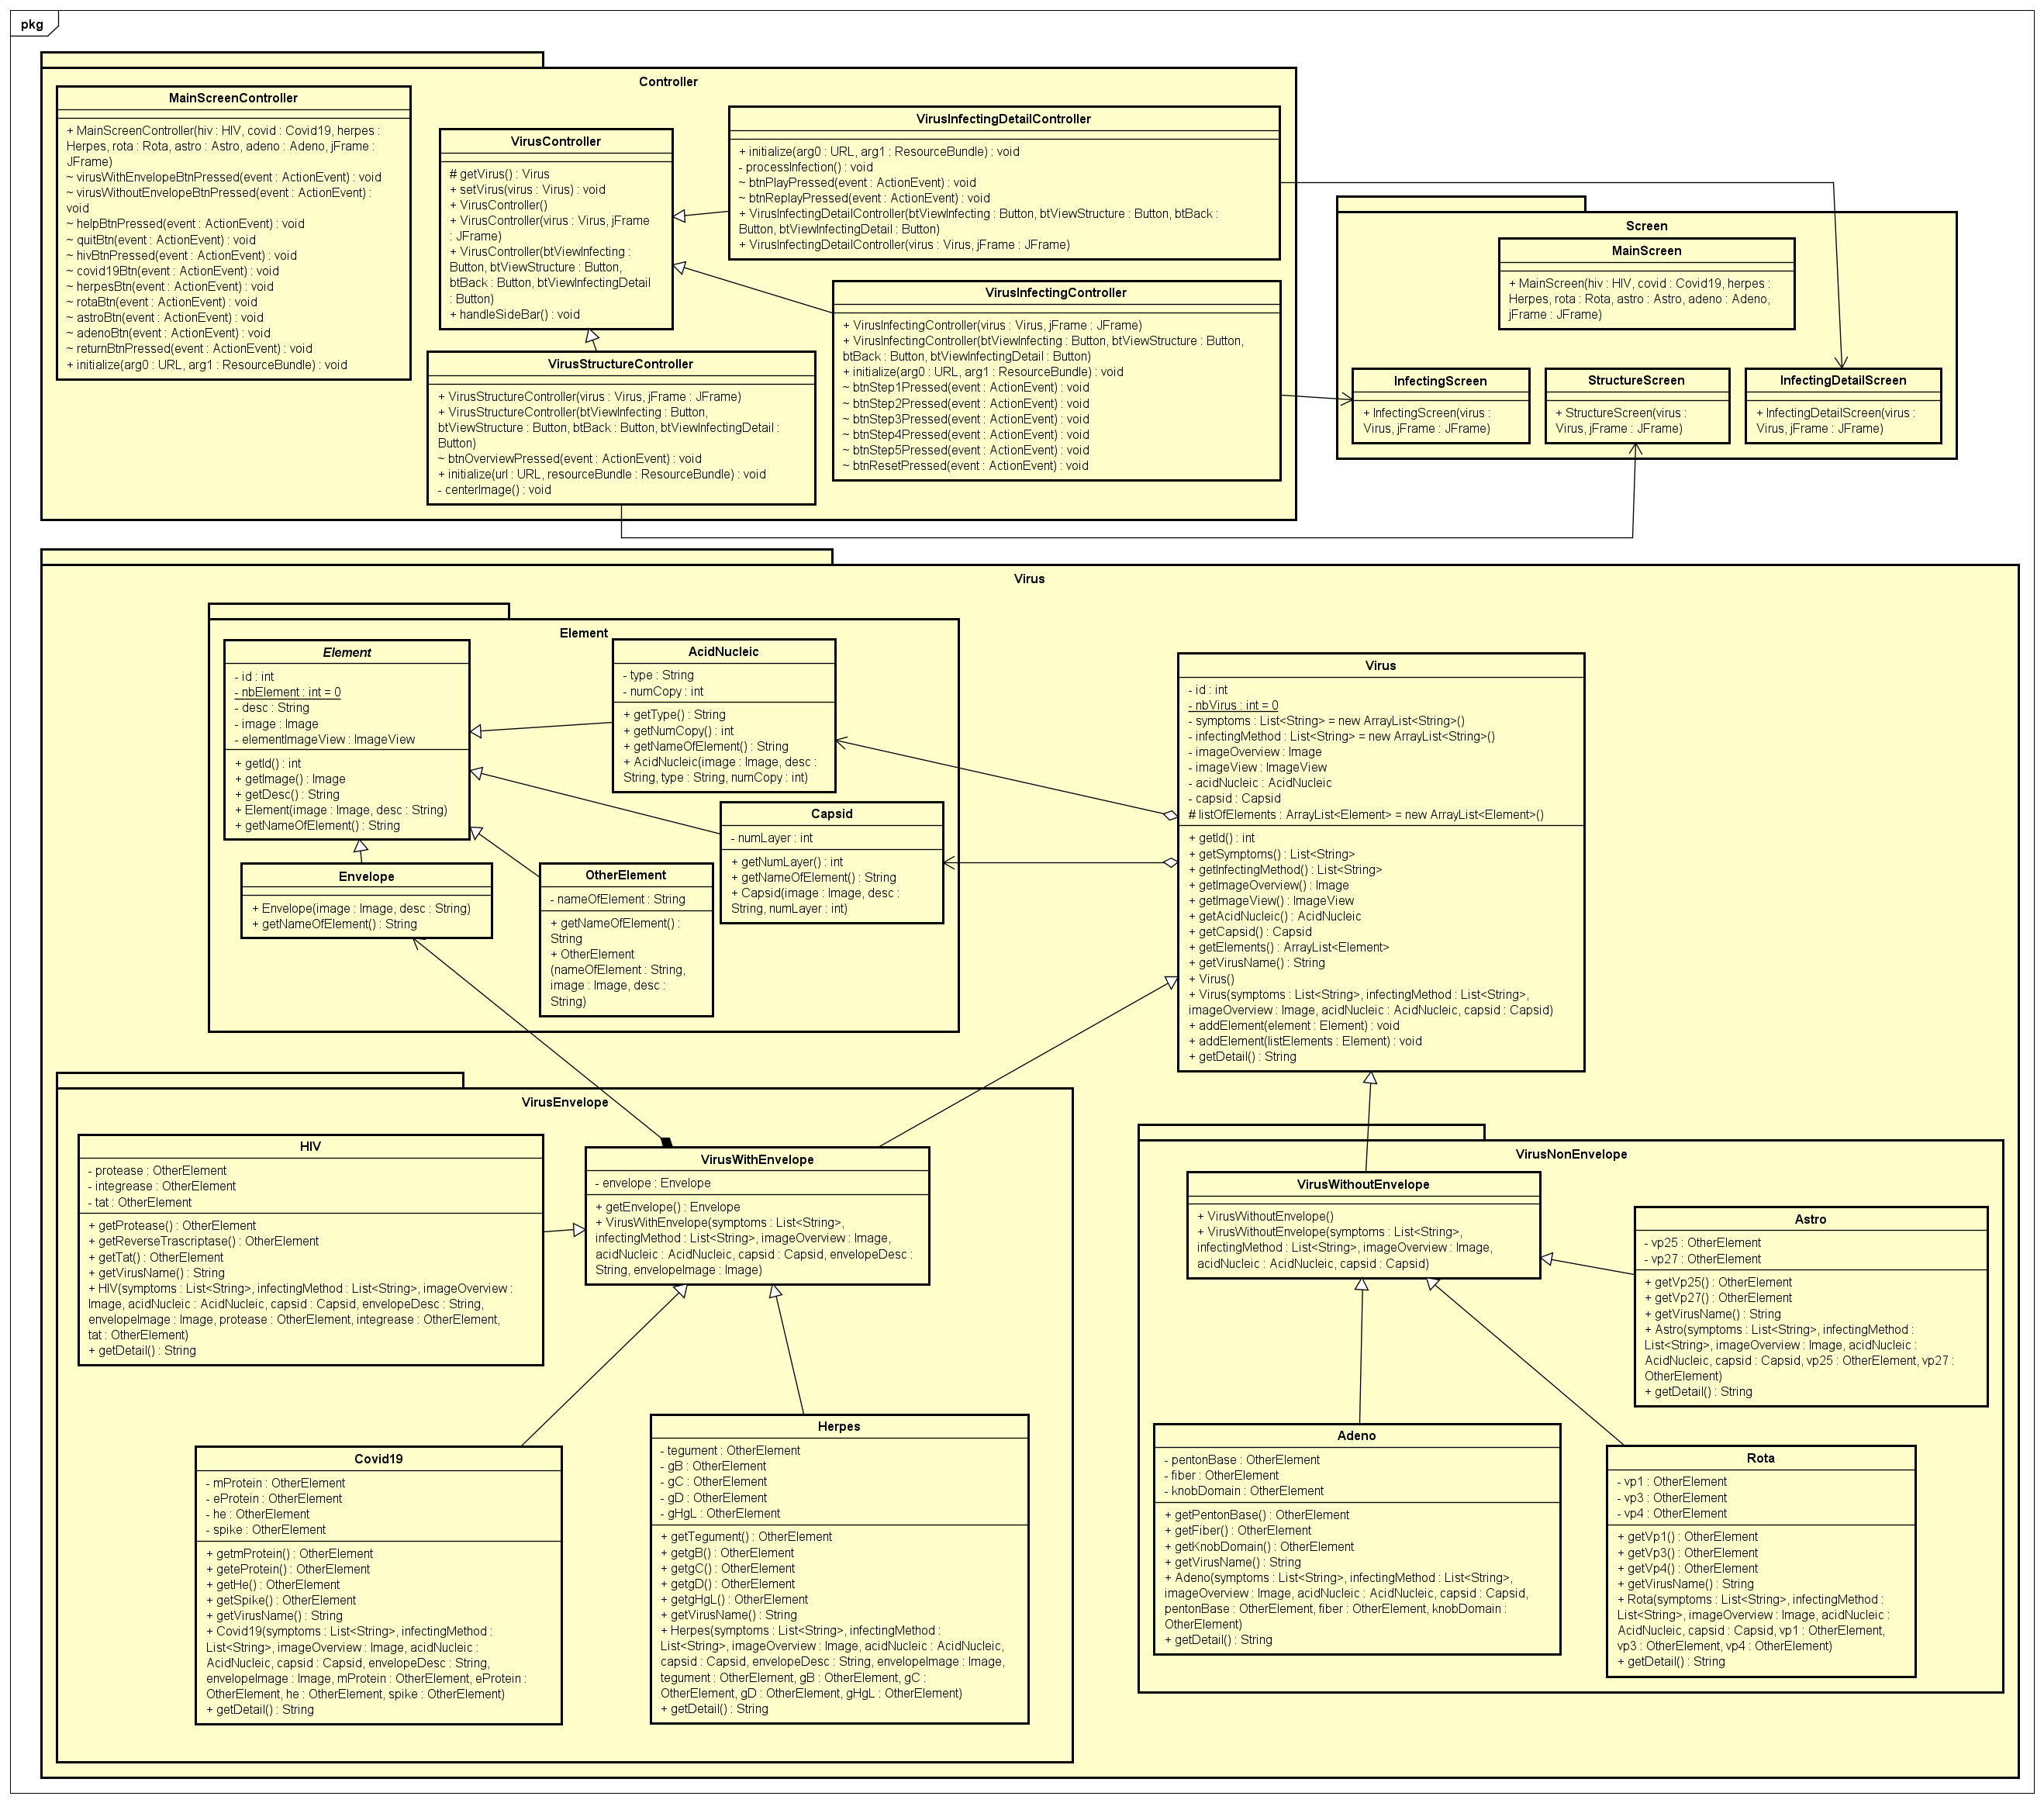 pkg
Controller
MainScreenController
+ MainScreenController(hiv : HIV, covid : Covid19, herpes :
Herpes, rota : Rota, astro : Astro, adeno : Adeno, jFrame :
JFrame)
~ virusWithEnvelopeBtnPressed(event : ActionEvent) : void
~ virusWithoutEnvelopeBtnPressed(event : ActionEvent) :
void
~ helpBtnPressed(event : ActionEvent) : void
~ quitBtn(event : ActionEvent) : void
~ hivBtnPressed(event : ActionEvent) : void
~ covid19Btn(event : ActionEvent) : void
~ herpesBtn(event : ActionEvent) : void
~ rotaBtn(event : ActionEvent) : void
~ astroBtn(event : ActionEvent) : void
~ adenoBtn(event : ActionEvent) : void
~ returnBtnPressed(event : ActionEvent) : void
+ initialize(arg0 : URL, arg1 : ResourceBundle) : void
VirusController
# getVirus() : Virus
+ setVirus(virus : Virus) : void
+ VirusController()
+ VirusController(virus : Virus, jFrame
: JFrame)
+ VirusController(btViewInfecting :
Button, btViewStructure : Button,
btBack : Button, btViewInfectingDetail
: Button)
+ handleSideBar() : void
VirusInfectingDetailController
+ initialize(arg0 : URL, arg1 : ResourceBundle) : void
- processInfection() : void
~ btnPlayPressed(event : ActionEvent) : void
~ btnReplayPressed(event : ActionEvent) : void
+ VirusInfectingDetailController(btViewInfecting : Button, btViewStructure : Button, btBack :
Button, btViewInfectingDetail : Button)
+ VirusInfectingDetailController(virus : Virus, jFrame : JFrame)
VirusInfectingController
+ VirusInfectingController(virus : Virus, jFrame : JFrame)
+ VirusInfectingController(btViewInfecting : Button, btViewStructure : Button,
btBack : Button, btViewInfectingDetail : Button)
+ initialize(arg0 : URL, arg1 : ResourceBundle) : void
~ btnStep1Pressed(event : ActionEvent) : void
~ btnStep2Pressed(event : ActionEvent) : void
~ btnStep3Pressed(event : ActionEvent) : void
~ btnStep4Pressed(event : ActionEvent) : void
~ btnStep5Pressed(event : ActionEvent) : void
~ btnResetPressed(event : ActionEvent) : void
VirusStructureController
+ VirusStructureController(virus : Virus, jFrame : JFrame)
+ VirusStructureController(btViewInfecting : Button,
btViewStructure : Button, btBack : Button, btViewInfectingDetail :
Button)
~ btnOverviewPressed(event : ActionEvent) : void
+ initialize(url : URL, resourceBundle : ResourceBundle) : void
- centerImage() : void
Screen
MainScreen
+ MainScreen(hiv : HIV, covid : Covid19, herpes :
Herpes, rota : Rota, astro : Astro, adeno : Adeno,
jFrame : JFrame)
InfectingScreen
+ InfectingScreen(virus :
Virus, jFrame : JFrame)
StructureScreen
+ StructureScreen(virus :
Virus, jFrame : JFrame)
InfectingDetailScreen
+ InfectingDetailScreen(virus :
Virus, jFrame : JFrame)
Virus
Element
Element
- id : int
- nbElement : int = 0
- desc : String
- image : Image
- elementImageView : ImageView
+ getId() : int
+ getImage() : Image
+ getDesc() : String
+ Element(image : Image, desc : String)
+ getNameOfElement() : String
AcidNucleic
- type : String
- numCopy : int
+ getType() : String
+ getNumCopy() : int
+ getNameOfElement() : String
+ AcidNucleic(image : Image, desc :
String, type : String, numCopy : int)
Capsid
- numLayer : int
+ getNumLayer() : int
+ getNameOfElement() : String
+ Capsid(image : Image, desc :
String, numLayer : int)
Envelope
+ Envelope(image : Image, desc : String)
+ getNameOfElement() : String
OtherElement
- nameOfElement : String
+ getNameOfElement() :
String
+ OtherElement
(nameOfElement : String,
image : Image, desc :
String)
Virus
- id : int
- nbVirus : int = 0
- symptoms : List<String> = new ArrayList<String>()
- infectingMethod : List<String> = new ArrayList<String>()
- imageOverview : Image
- imageView : ImageView
- acidNucleic : AcidNucleic
- capsid : Capsid
# listOfElements : ArrayList<Element> = new ArrayList<Element>()
+ getId() : int
+ getSymptoms() : List<String>
+ getInfectingMethod() : List<String>
+ getImageOverview() : Image
+ getImageView() : ImageView
+ getAcidNucleic() : AcidNucleic
+ getCapsid() : Capsid
+ getElements() : ArrayList<Element>
+ getVirusName() : String
+ Virus()
+ Virus(symptoms : List<String>, infectingMethod : List<String>,
imageOverview : Image, acidNucleic : AcidNucleic, capsid : Capsid)
+ addElement(element : Element) : void
+ addElement(listElements : Element) : void
+ getDetail() : String
VirusEnvelope
HIV
- protease : OtherElement
- integrease : OtherElement
- tat : OtherElement
+ getProtease() : OtherElement
+ getReverseTrascriptase() : OtherElement
+ getTat() : OtherElement
+ getVirusName() : String
+ HIV(symptoms : List<String>, infectingMethod : List<String>, imageOverview :
Image, acidNucleic : AcidNucleic, capsid : Capsid, envelopeDesc : String,
envelopeImage : Image, protease : OtherElement, integrease : OtherElement,
tat : OtherElement)
+ getDetail() : String
VirusWithEnvelope
- envelope : Envelope
+ getEnvelope() : Envelope
+ VirusWithEnvelope(symptoms : List<String>,
infectingMethod : List<String>, imageOverview : Image,
acidNucleic : AcidNucleic, capsid : Capsid, envelopeDesc :
String, envelopeImage : Image)
Covid19
- mProtein : OtherElement
- eProtein : OtherElement
- he : OtherElement
- spike : OtherElement
+ getmProtein() : OtherElement
+ geteProtein() : OtherElement
+ getHe() : OtherElement
+ getSpike() : OtherElement
+ getVirusName() : String
+ Covid19(symptoms : List<String>, infectingMethod :
List<String>, imageOverview : Image, acidNucleic :
AcidNucleic, capsid : Capsid, envelopeDesc : String,
envelopeImage : Image, mProtein : OtherElement, eProtein :
OtherElement, he : OtherElement, spike : OtherElement)
+ getDetail() : String
Herpes
- tegument : OtherElement
- gB : OtherElement
- gC : OtherElement
- gD : OtherElement
- gHgL : OtherElement
+ getTegument() : OtherElement
+ getgB() : OtherElement
+ getgC() : OtherElement
+ getgD() : OtherElement
+ getgHgL() : OtherElement
+ getVirusName() : String
+ Herpes(symptoms : List<String>, infectingMethod :
List<String>, imageOverview : Image, acidNucleic : AcidNucleic,
capsid : Capsid, envelopeDesc : String, envelopeImage : Image,
tegument : OtherElement, gB : OtherElement, gC :
OtherElement, gD : OtherElement, gHgL : OtherElement)
+ getDetail() : String
VirusNonEnvelope
VirusWithoutEnvelope
+ VirusWithoutEnvelope()
+ VirusWithoutEnvelope(symptoms : List<String>,
infectingMethod : List<String>, imageOverview : Image,
acidNucleic : AcidNucleic, capsid : Capsid)
Astro
- vp25 : OtherElement
- vp27 : OtherElement
+ getVp25() : OtherElement
+ getVp27() : OtherElement
+ getVirusName() : String
+ Astro(symptoms : List<String>, infectingMethod :
List<String>, imageOverview : Image, acidNucleic :
AcidNucleic, capsid : Capsid, vp25 : OtherElement, vp27 :
OtherElement)
+ getDetail() : String
Adeno
- pentonBase : OtherElement
- fiber : OtherElement
- knobDomain : OtherElement
+ getPentonBase() : OtherElement
+ getFiber() : OtherElement
+ getKnobDomain() : OtherElement
+ getVirusName() : String
+ Adeno(symptoms : List<String>, infectingMethod : List<String>,
imageOverview : Image, acidNucleic : AcidNucleic, capsid : Capsid,
pentonBase : OtherElement, fiber : OtherElement, knobDomain :
OtherElement)
+ getDetail() : String
Rota
- vp1 : OtherElement
- vp3 : OtherElement
- vp4 : OtherElement
+ getVp1() : OtherElement
+ getVp3() : OtherElement
+ getVp4() : OtherElement
+ getVirusName() : String
+ Rota(symptoms : List<String>, infectingMethod :
List<String>, imageOverview : Image, acidNucleic :
AcidNucleic, capsid : Capsid, vp1 : OtherElement,
vp3 : OtherElement, vp4 : OtherElement)
+ getDetail() : String